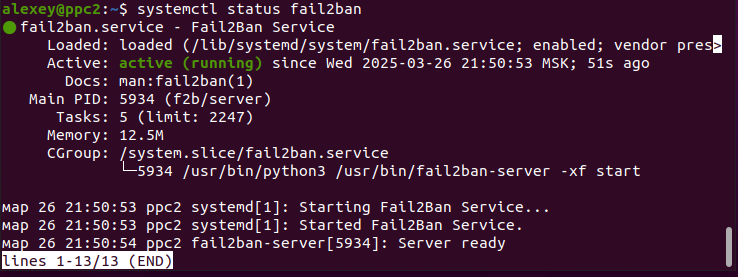 alexey@ppc2:~$ systemctl status fail2ban
● fail2ban.service - Fail2Ban Service
     Loaded: loaded (/lib/systemd/system/fail2ban.service; enabled; vendor pres>
     Active: active (running) since Wed 2025-03-26 21:50:53 MSK; 51s ago
       Docs: man:fail2ban(1)
   Main PID: 5934 (f2b/server)
      Tasks: 5 (limit: 2247)
     Memory: 12.5M
     CGroup: /system.slice/fail2ban.service
             └─5934 /usr/bin/python3 /usr/bin/fail2ban-server -xf start
мар 26 21:50:53 ppc2 systemd[1]: Starting Fail2Ban Service...
мар 26 21:50:53 ppc2 systemd[1]: Started Fail2Ban Service.
мар 26 21:50:54 ppc2 fail2ban-server[5934]: Server ready
lines 1-13/13 (END)